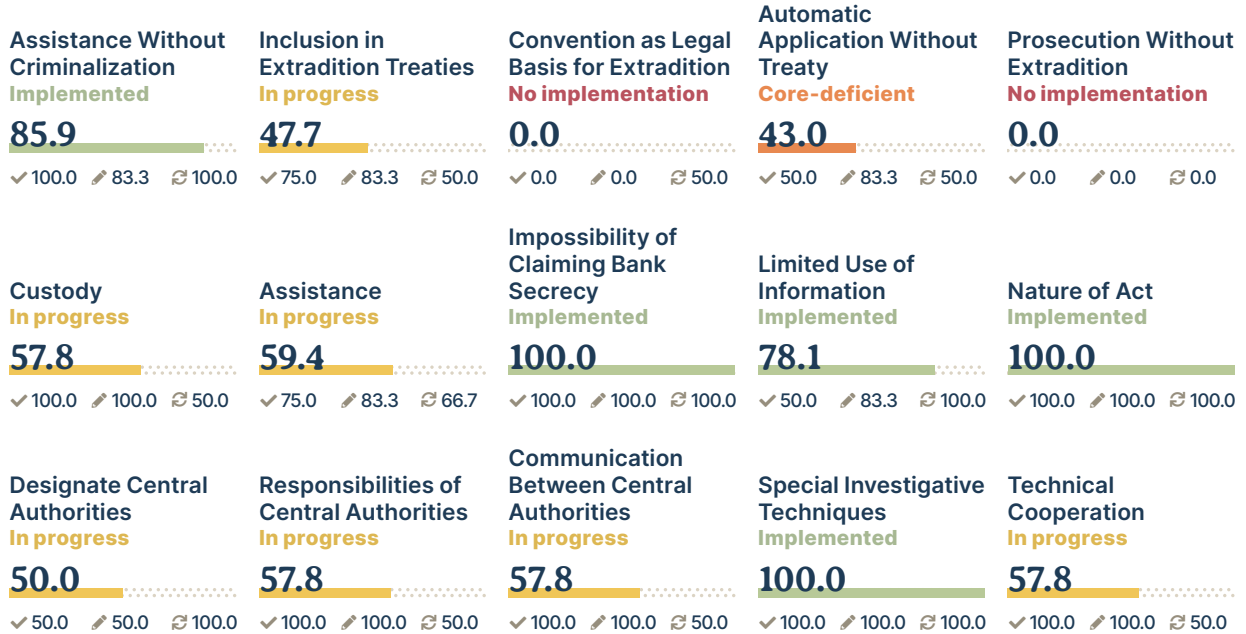 Assistance Without
Criminalization
Implemented
85.9
100.0 83.3 100.0
Inclusion in
Extradition Treaties
In progress
47.7
75.0 83.3 50.0
Convention as Legal
Basis for Extradition
No implementation
0.0
0.0 0.0 50.0
Automatic
Application Without
Treaty
Core-deficient
43.0
50.0 83.3 50.0
Prosecution Without
Extradition
No implementation
0.0
0.0 0.0 0.0
Custody
In progress
57.8
100.0 100.0 50.0
Assistance
In progress
59.4
75.0 83.3 66.7
Impossibility of
Claiming Bank
Secrecy
Implemented
100.0
100.0 100.0 100.0
Limited Use of
Information
Implemented
78.1
50.0 83.3 100.0
Nature of Act
Implemented
100.0
100.0 100.0 100.0
Designate Central
Authorities
In progress
50.0
50.0 50.0 100.0
Responsibilities of
Central Authorities
In progress
57.8
100.0 100.0 50.0
Communication
Between Central
Authorities
In progress
57.8
100.0 100.0 50.0
Special Investigative
Techniques
Implemented
100.0
100.0 100.0 100.0
Technical
Cooperation
In progress
57.8
100.0 100.0 50.0